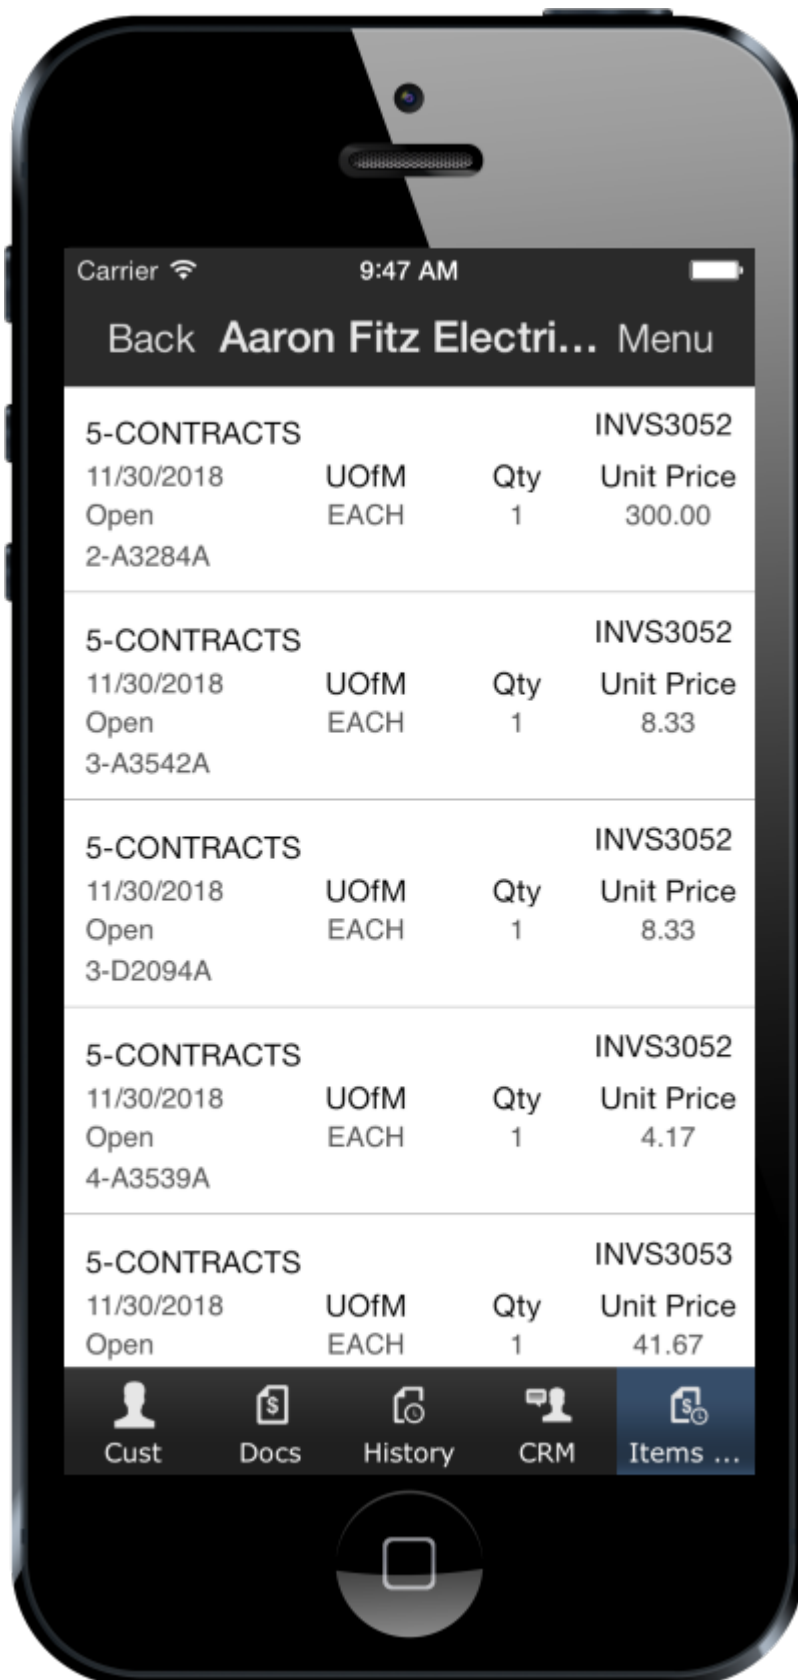 Carrier 9:47 AM
Back Aaron Fitz Electri... Menu
5-CONTRACTS INVS3052
11/30/2018 UOfM Qty Unit Price
Open EACH 1 300.00
2-A3284A
5-CONTRACTS INVS3052
11/30/2018 UOfM Qty Unit Price
Open EACH 1 8.33
3-A3542A
5-CONTRACTS INVS3052
11/30/2018 UOfM Qty Unit Price
Open EACH 1 8.33
3-D2094A
5-CONTRACTS INVS3052
11/30/2018 UOfM Qty Unit Price
Open EACH 1 4.17
4-A3539A
5-CONTRACTS INVS3053
11/30/2018 UOfM Qty Unit Price
Open EACH 1 41.67
Cust Docs History CRM Items ...